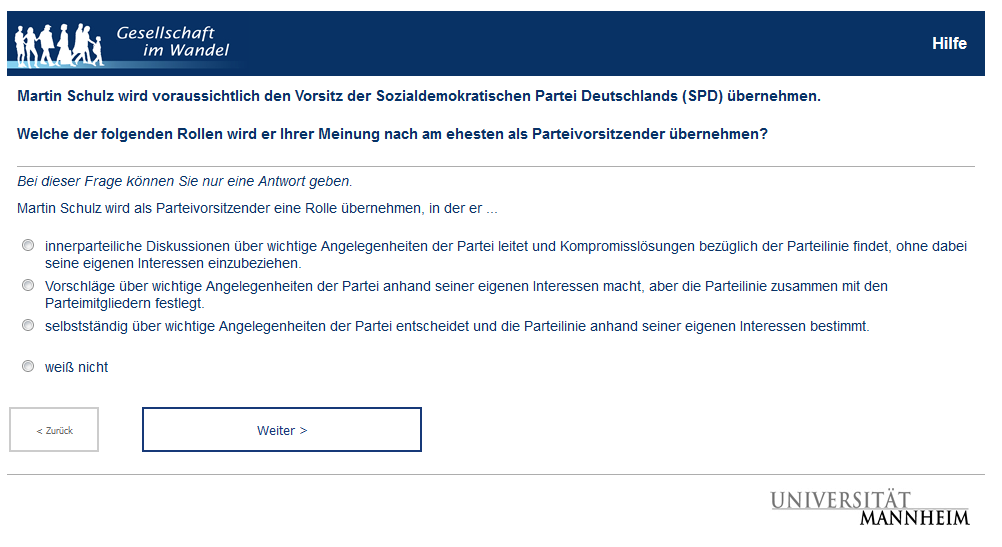 Gesellschaft
im Wandel
Hilfe
Martin Schulz wird voraussichtlich den Vorsitz der Sozialdemokratischen Partei Deutschlands (SPD) übernehmen.
Welche der folgenden Rollen wird er Ihrer Meinung nach am ehesten als Parteivorsitzender übernehmen?
Bei dieser Frage können Sie nur eine Antwort geben.
Martin Schulz wird als Parteivorsitzender eine Rolle übernehmen, in der er ...
innerparteiliche Diskussionen über wichtige Angelegenheiten der Partei leitet und Kompromisslösungen bezüglich der Parteilinie findet, ohne dabei
seine eigenen Interessen einzubeziehen.
Vorschläge über wichtige Angelegenheiten der Partei anhand seiner eigenen Interessen macht, aber die Parteilinie zusammen mit den
Parteimitgliedern festlegt.
selbstständig über wichtige Angelegenheiten der Partei entscheidet und die Parteilinie anhand seiner eigenen Interessen bestimmt.
weiß nicht
< Zurück
Weiter >
UNIVERSITÄT
MANNHEIM